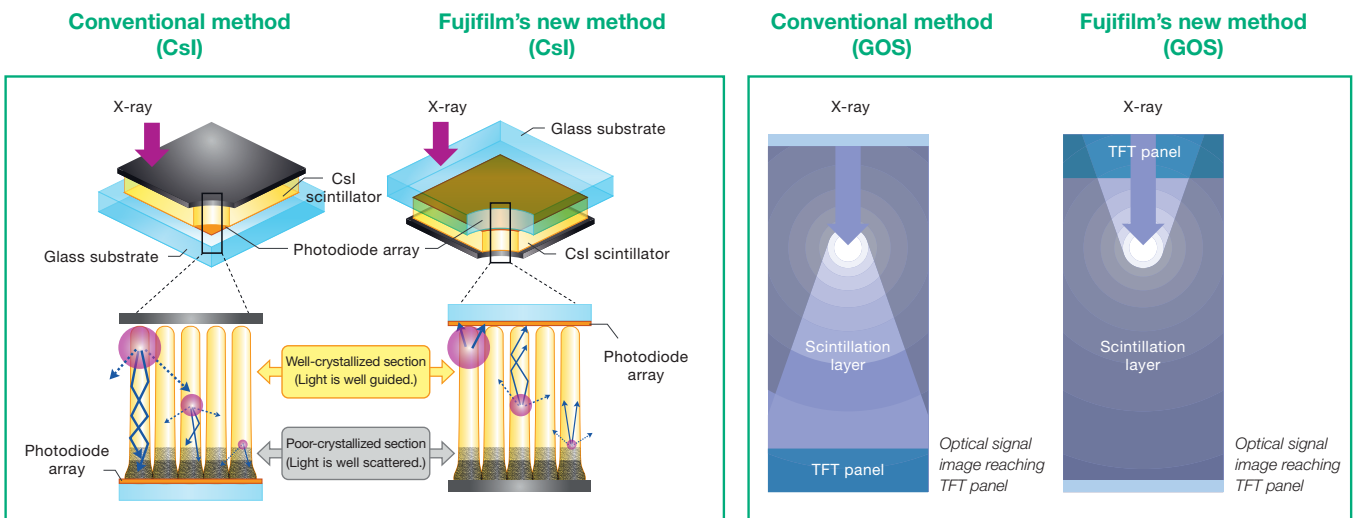 Conventional method
(CsI)
Fujifilm's new method
(CsI)
Conventional method
(GOS)
Fujifilm's new method
(GOS)
X-ray
X-ray
Glass substrate
CsI
scintillator
Photodiode array
Glass substrate
CsI scintillator
Photodiode
array
Well-crystallized section
(Light is well guided.)
Poor-crystallized section
(Light is well scattered.)
Photodiode
array
X-ray
Scintillation
layer
TFT panel
Optical signal
image reaching
TFT panel
X-ray
TFT panel
Scintillation
layer
Optical signal
image reaching
TFT panel